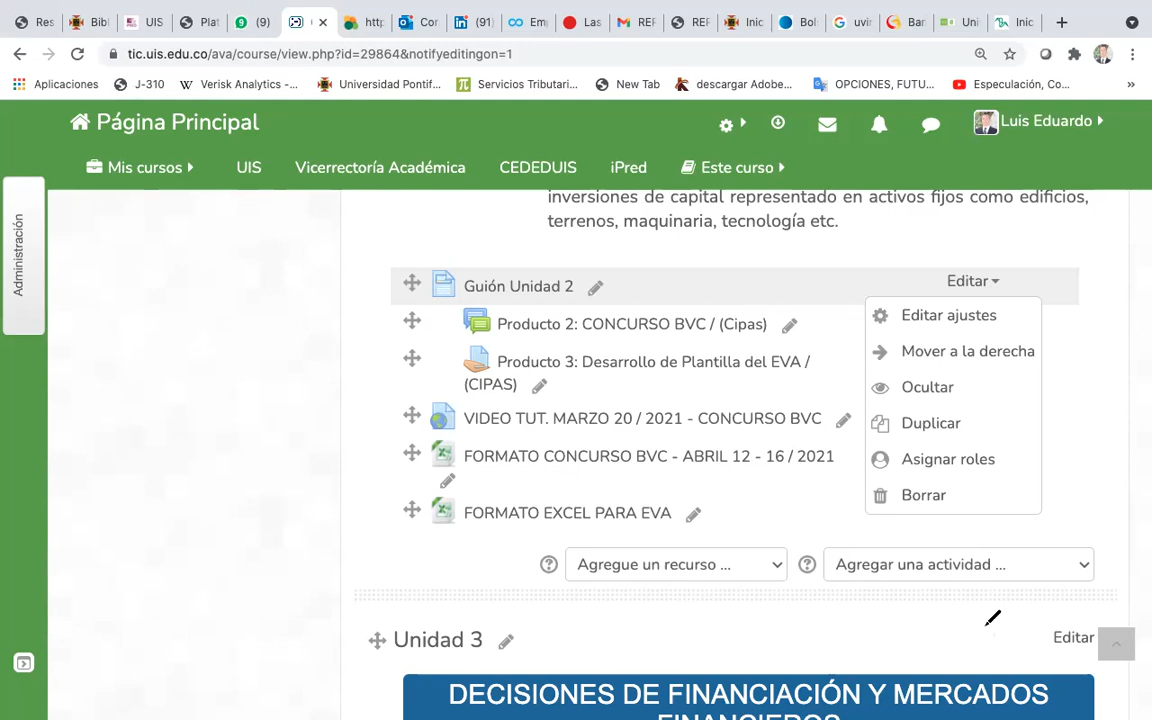 Res
Bibl
UIS
Plat
9 (9)
(
http
Cor
(91)
Em
Las
REF
REP
Inic
Bol
uvii
Bar
Uni
Inic
tic.uis.edu.co/ava/course/view.php?id=29864&notifyeditingon=1
Aplicaciones
J-310
Verisk Analytics -...
Universidad Pontif...
Servicios Tributari...
New Tab
descargar Adobe...
OPCIONES, FUTU...
Especulación, Co...
»
Página Principal
Luis Eduardo
Mis cursos
UIS
Vicerrectoría Académica
CEDEDUIS
iPred
Este curso
Administración
inversiones de capital representado en activos fijos como edificios,
terrenos, maquinaria, tecnología etc.
Guión Unidad 2
Editar
Producto 2: CONCURSO BVC / (Cipas)
Producto 3: Desarrollo de Plantilla del EVA /
(CIPAS)
VIDEO TUT. MARZO 20 / 2021 - CONCURSO BVC
FORMATO CONCURSO BVC - ABRIL 12 - 16 / 2021
FORMATO EXCEL PARA EVA
Editar ajustes
Mover a la derecha
Ocultar
Duplicar
Asignar roles
Borrar
Agregue un recurso ...
Agregar una actividad ...
Unidad 3
Editar
DECISIONES DE FINANCIACIÓN Y MERCADOS
FINANCIEROS